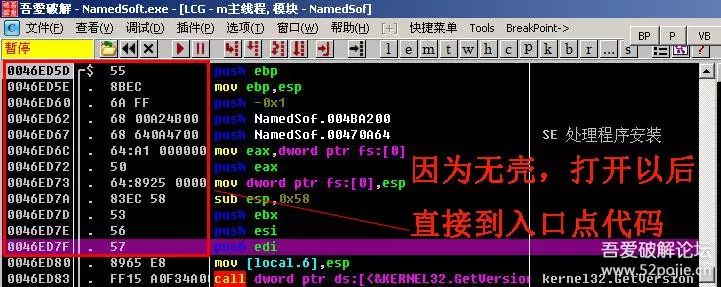 吾爱破解 - NamedSoft.exe - [LCG - m主线程, 模块 - NamedSof]
文件(F) 查看(V) 调试(D) 插件(P) 选项(T) 窗口(W) 帮助(H) [+] 快捷菜单 Tools BreakPoint->
BP P VB
暂停 l e m t w h c p k b r ... s
0046ED5D $ 55 push ebp
0046ED5E . 8BEC mov ebp,esp
0046ED60 . 6A FF push -0x1
0046ED62 . 68 00A24B00 push NamedSof.004BA200
0046ED67 . 68 640A4700 push NamedSof.00470A64 SE 处理程序安装
0046ED6C . 64:A1 000000 mov eax,dword ptr fs:[0]
0046ED72 . 50 push eax
0046ED73 . 64:8925 0000 mov dword ptr fs:[0],esp
0046ED7A . 83EC 58 sub esp,0x58
0046ED7D . 53 push ebx
0046ED7E . 56 push esi
0046ED7F . 57 push edi
0046ED80 . 8965 E8 mov [local.6],esp
0046ED83 . FF15 A0F34A0 call dword ptr ds:[<&KERNEL32.GetVersion kernel32.GetVersion
因为无壳，打开以后
直接到入口点代码
吾爱破解论坛
www.52pojie.cn